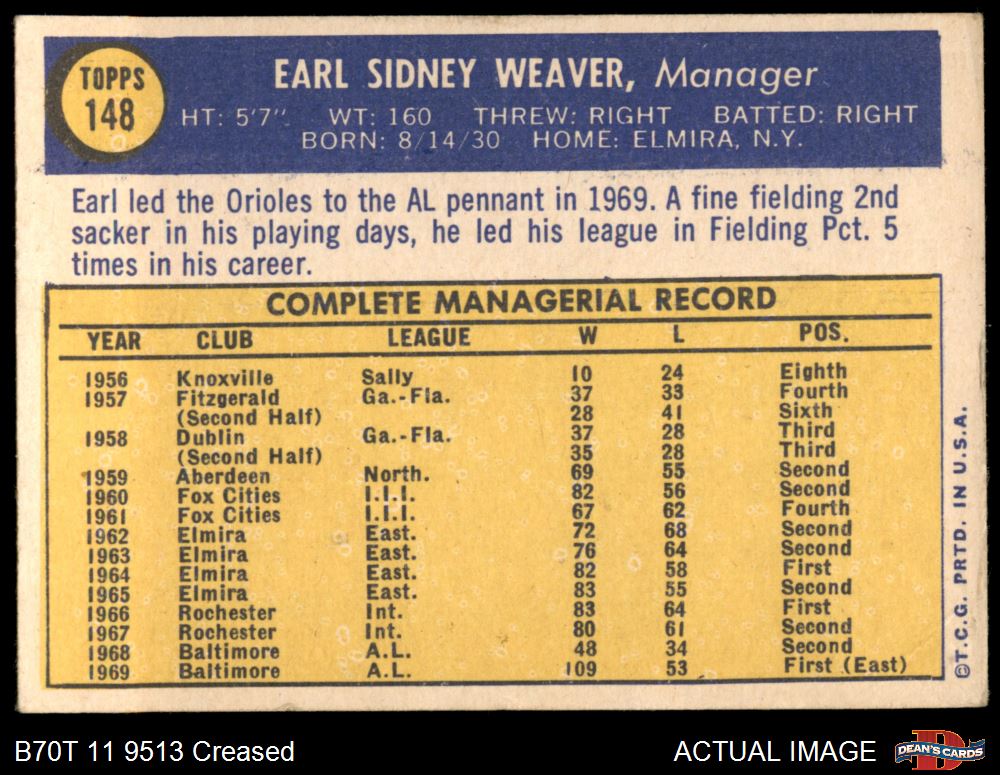 TOPPS
148
EARL SIDNEY WEAVER, Manager
HT: 5'7" WT: 160 THREW: RIGHT BATTED: RIGHT
BORN: 8/14/30 HOME: ELMIRA, N.Y.
Earl led the Orioles to the AL pennant in 1969. A fine fielding 2nd
sacker in his playing days, he led his league in Fielding Pct. 5
times in his career.
COMPLETE MANAGERIAL RECORD
YEAR CLUB LEAGUE W L POS.
1956 Knoxville Sally 10 24 Eighth
1957 Fitzgerald Ga.-Fla. 37 33 Fourth
(Second Half) 28 41 Sixth
1958 Dublin Ga.-Fla. 37 28 Third
(Second Half) 35 28 Third
1959 Aberdeen North. 69 55 Second
1960 Fox Cities I.I.I. 82 56 Second
1961 Fox Cities I.I.I. 67 62 Fourth
1962 Elmira East. 72 68 Second
1963 Elmira East. 76 64 Second
1964 Elmira East. 82 58 First
1965 Elmira East. 83 55 Second
1966 Rochester Int. 83 64 First
1967 Rochester Int. 80 61 Second
1968 Baltimore A.L. 48 34 Second
1969 Baltimore A.L. 109 53 First (East)
©T.C.G. PRTD. IN U.S.A.
B70T 11 9513 Creased
ACTUAL IMAGE
D
DEAN'S CARDS